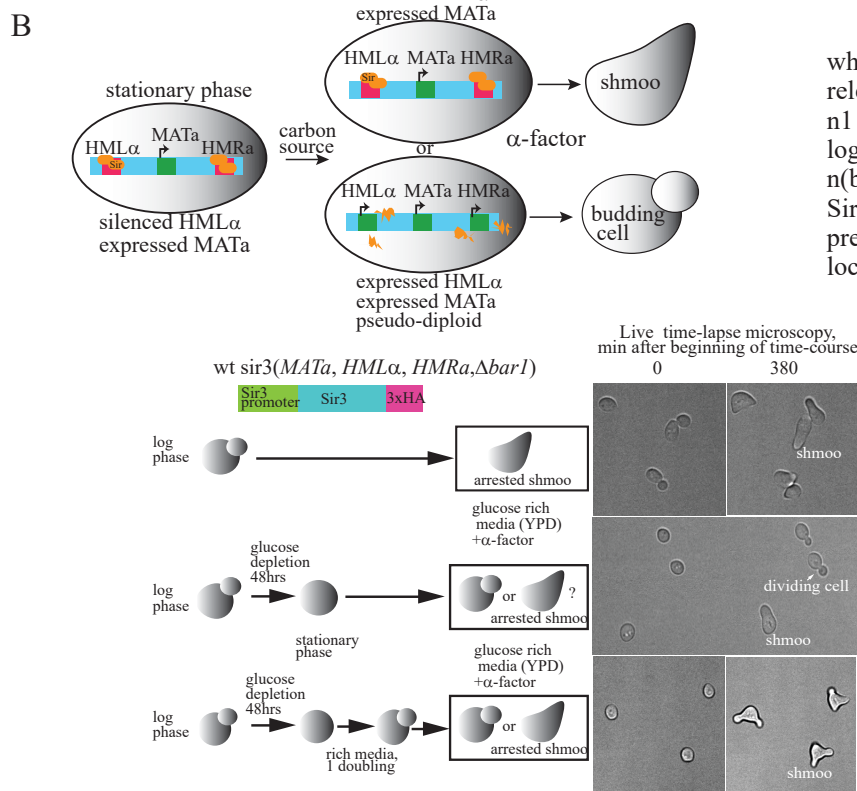 B
expressed MATa
HMLα MATa HMRa
Sir
shmoo
stationary phase
MATa
HMLα HMRa
Sir
carbon
source
or
α-factor
silenced HMLα
expressed MATa
HMLα MATa HMRa
budding
cell
expressed HMLα
expressed MATa
pseudo-diploid
wh
relo
n1
log
n(b
Sir
pre
loc
Live time-lapse microscopy,
min after beginning of time-course
0 380
wt sir3(MATa, HMLα, HMRa,Δbar1)
Sir3
promoter
Sir3
3xHA
log
phase
arrested shmoo
shmoo
glucose rich
media (YPD)
+α-factor
glucose
depletion
48hrs
log
phase
or
?
arrested shmoo
stationary
phase
dividing cell
shmoo
glucose rich
media (YPD)
+α-factor
glucose
depletion
48hrs
log
phase
or
arrested shmoo
rich media,
1 doubling
shmoo